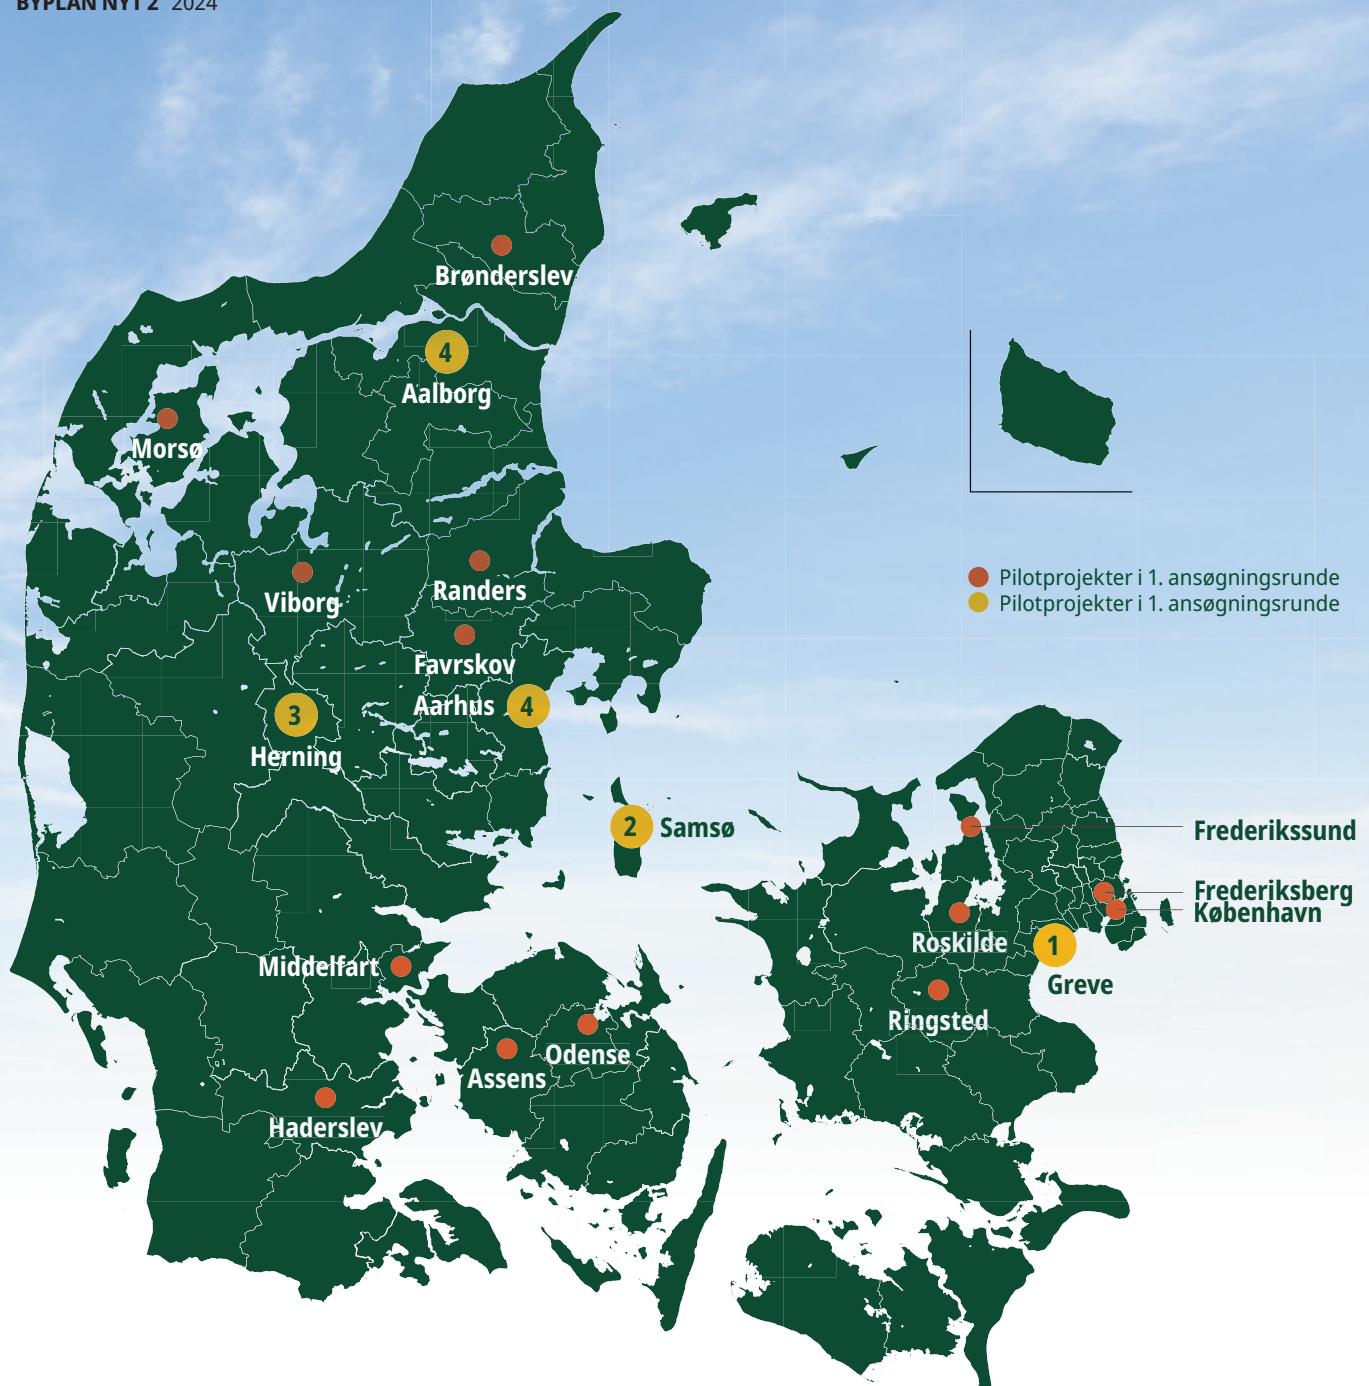 BYPLAN NYT 2 2024
Brønderslev
4
Aalborg
Morsø
Pilotprojekter i 1. ansøgningsrunde
Pilotprojekter i 1. ansøgningsrunde
Viborg
Randers
Favrskov
Aarhus 4
3
Herning
2 Samsø
Frederikssund
Frederiksberg
København
Roskilde
1
Greve
Middelfart
Ringsted
Odense
Assens
Haderslev